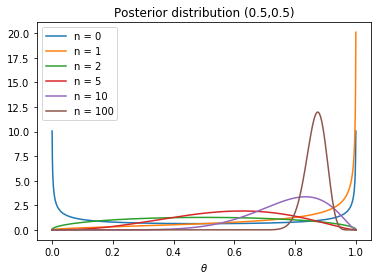 Posterior distribution (0.5,0.5)
20.0
17.5
15.0
12.5
10.0
7.5
5.0
2.5
0.0
n = 0
n = 1
n = 2
n = 5
n = 10
n = 100
0.0 0.2 0.4 0.6 0.8 1.0
θ